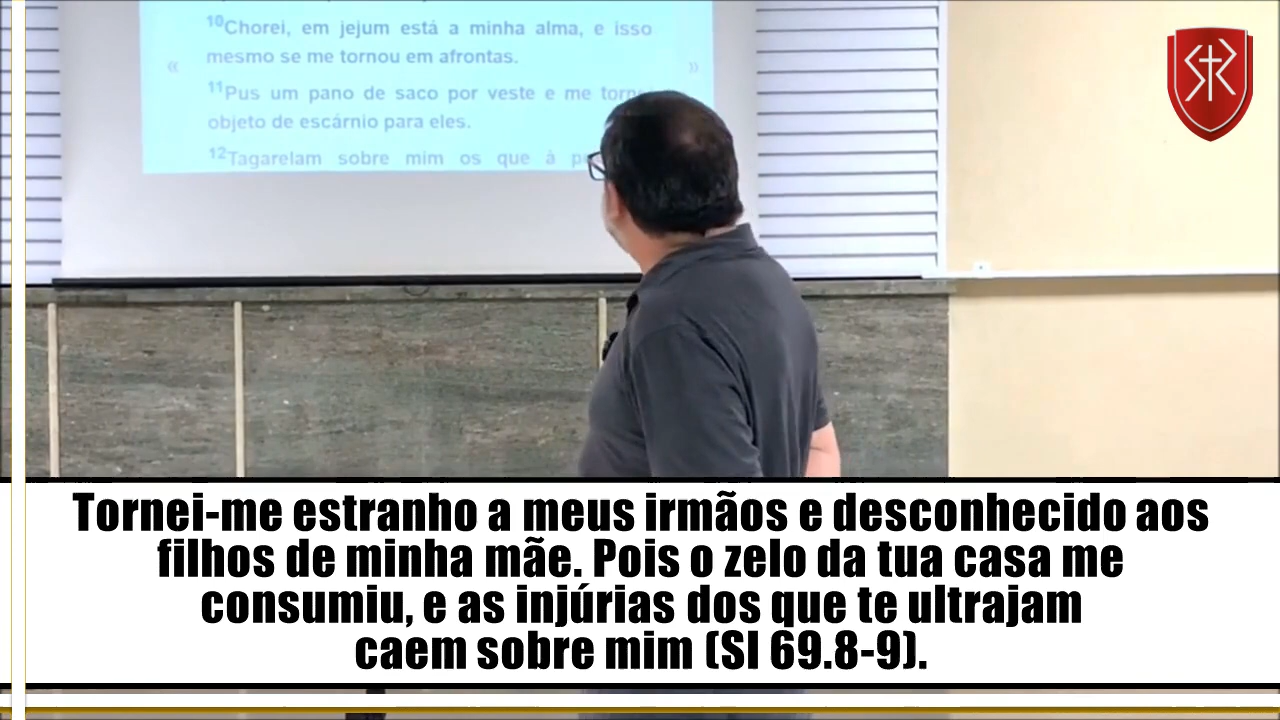 10Chorei, em jejum está a minha alma, e isso
mesmo se me tornou em afrontas.
« »
11Pus um pano de saco por veste e me
objeto de escárnio para eles.
12Tagarelam sobre mim os que à
Tornei-me estranho a meus irmãos e desconhecido aos
filhos de minha mãe. Pois o zelo da tua casa me
consumiu, e as injúrias dos que te ultrajam
caem sobre mim (Sl 69.8-9).